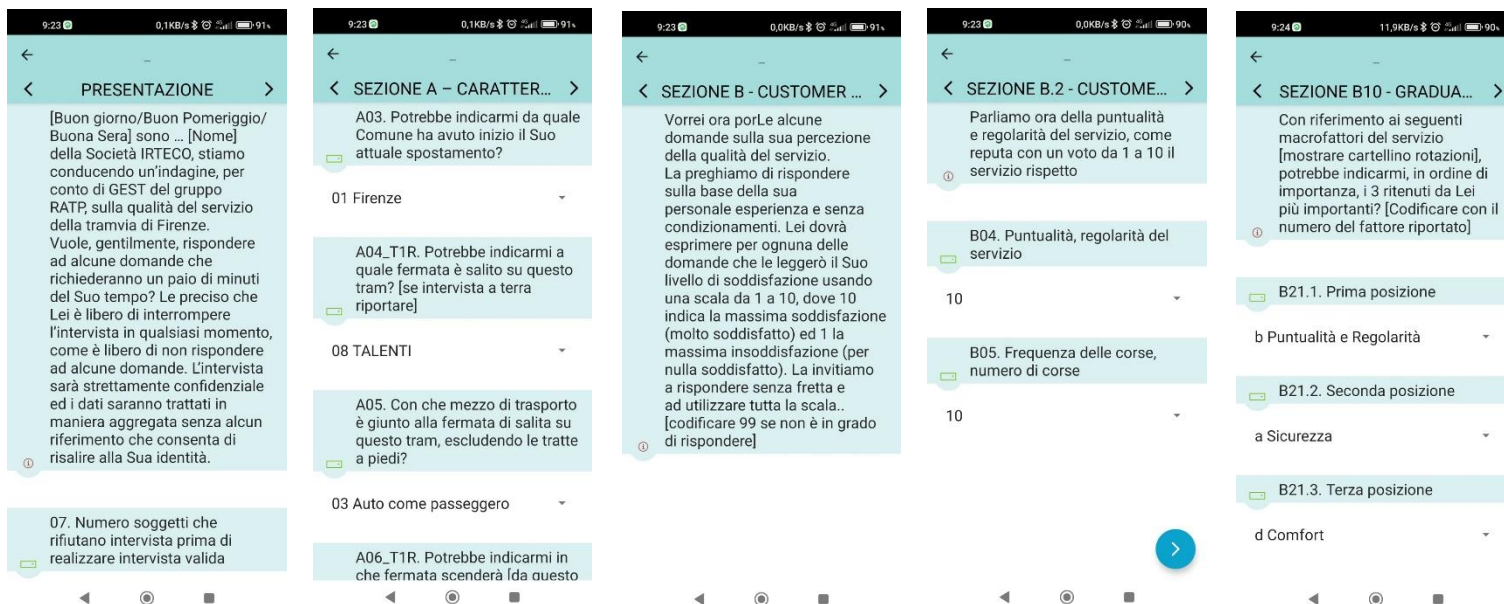 9:23 0,1KB/s 91%
←
_
< PRESENTAZIONE >
[Buon giorno/Buon Pomeriggio/
Buona Sera] sono ... [Nome]
della Società IRTECO, stiamo
conducendo un'indagine, per
conto di GEST del gruppo
RATP, sulla qualità del servizio
della tramvia di Firenze.
Vuole, gentilmente, rispondere
ad alcune domande che
richiederanno un paio di minuti
del Suo tempo? Le preciso che
Lei è libero di interrompere
l'intervista in qualsiasi momento,
come è libero di non rispondere
ad alcune domande. L'intervista
sarà strettamente confidenziale
ed i dati saranno trattati in
maniera aggregata senza alcun
riferimento che consenta di
risalire alla Sua identità.
07. Numero soggetti che
rifiutano intervista prima di
realizzare intervista valida
9:23 0,1KB/s 91%
←
_
< SEZIONE A – CARATTER... >
A03. Potrebbe indicarmi da quale
Comune ha avuto inizio il Suo
attuale spostamento?
01 Firenze
A04_T1R. Potrebbe indicarmi a
quale fermata è salito su questo
tram? [se intervista a terra
riportare]
08 TALENTI
A05. Con che mezzo di trasporto
è giunto alla fermata di salita su
questo tram, escludendo le tratte
a piedi?
03 Auto come passeggero
A06_T1R. Potrebbe indicarmi in
che fermata scenderà [da questo
9:23 0,0KB/s 91%
←
_
< SEZIONE B - CUSTOMER ... >
Vorrei ora porLe alcune
domande sulla sua percezione
della qualità del servizio.
La preghiamo di rispondere
sulla base della sua
personale esperienza e senza
condizionamenti. Lei dovrà
esprimere per ognuna delle
domande che le leggerò il Suo
livello di soddisfazione usando
una scala da 1 a 10, dove 10
indica la massima soddisfazione
(molto soddisfatto) ed 1 la
massima insoddisfazione (per
nulla soddisfatto). La invitiamo
a rispondere senza fretta e
ad utilizzare tutta la scala..
[codificare 99 se non è in grado
di rispondere]
9:23 0,0KB/s 90%
←
_
< SEZIONE B.2 - CUSTOME... >
Parliamo ora della puntualità
e regolarità del servizio, come
reputa con un voto da 1 a 10 il
servizio rispetto
B04. Puntualità, regolarità del
servizio
10
B05. Frequenza delle corse,
numero di corse
10
9:24 11,9KB/s 90%
←
_
< SEZIONE B10 - GRADUA... >
Con riferimento ai seguenti
macrofattori del servizio
[mostrare cartellino rotazioni],
potrebbe indicarmi, in ordine di
importanza, i 3 ritenuti da Lei
più importanti? [Codificare con il
numero del fattore riportato]
B21.1. Prima posizione
b Puntualità e Regolarità
B21.2. Seconda posizione
a Sicurezza
B21.3. Terza posizione
d Comfort